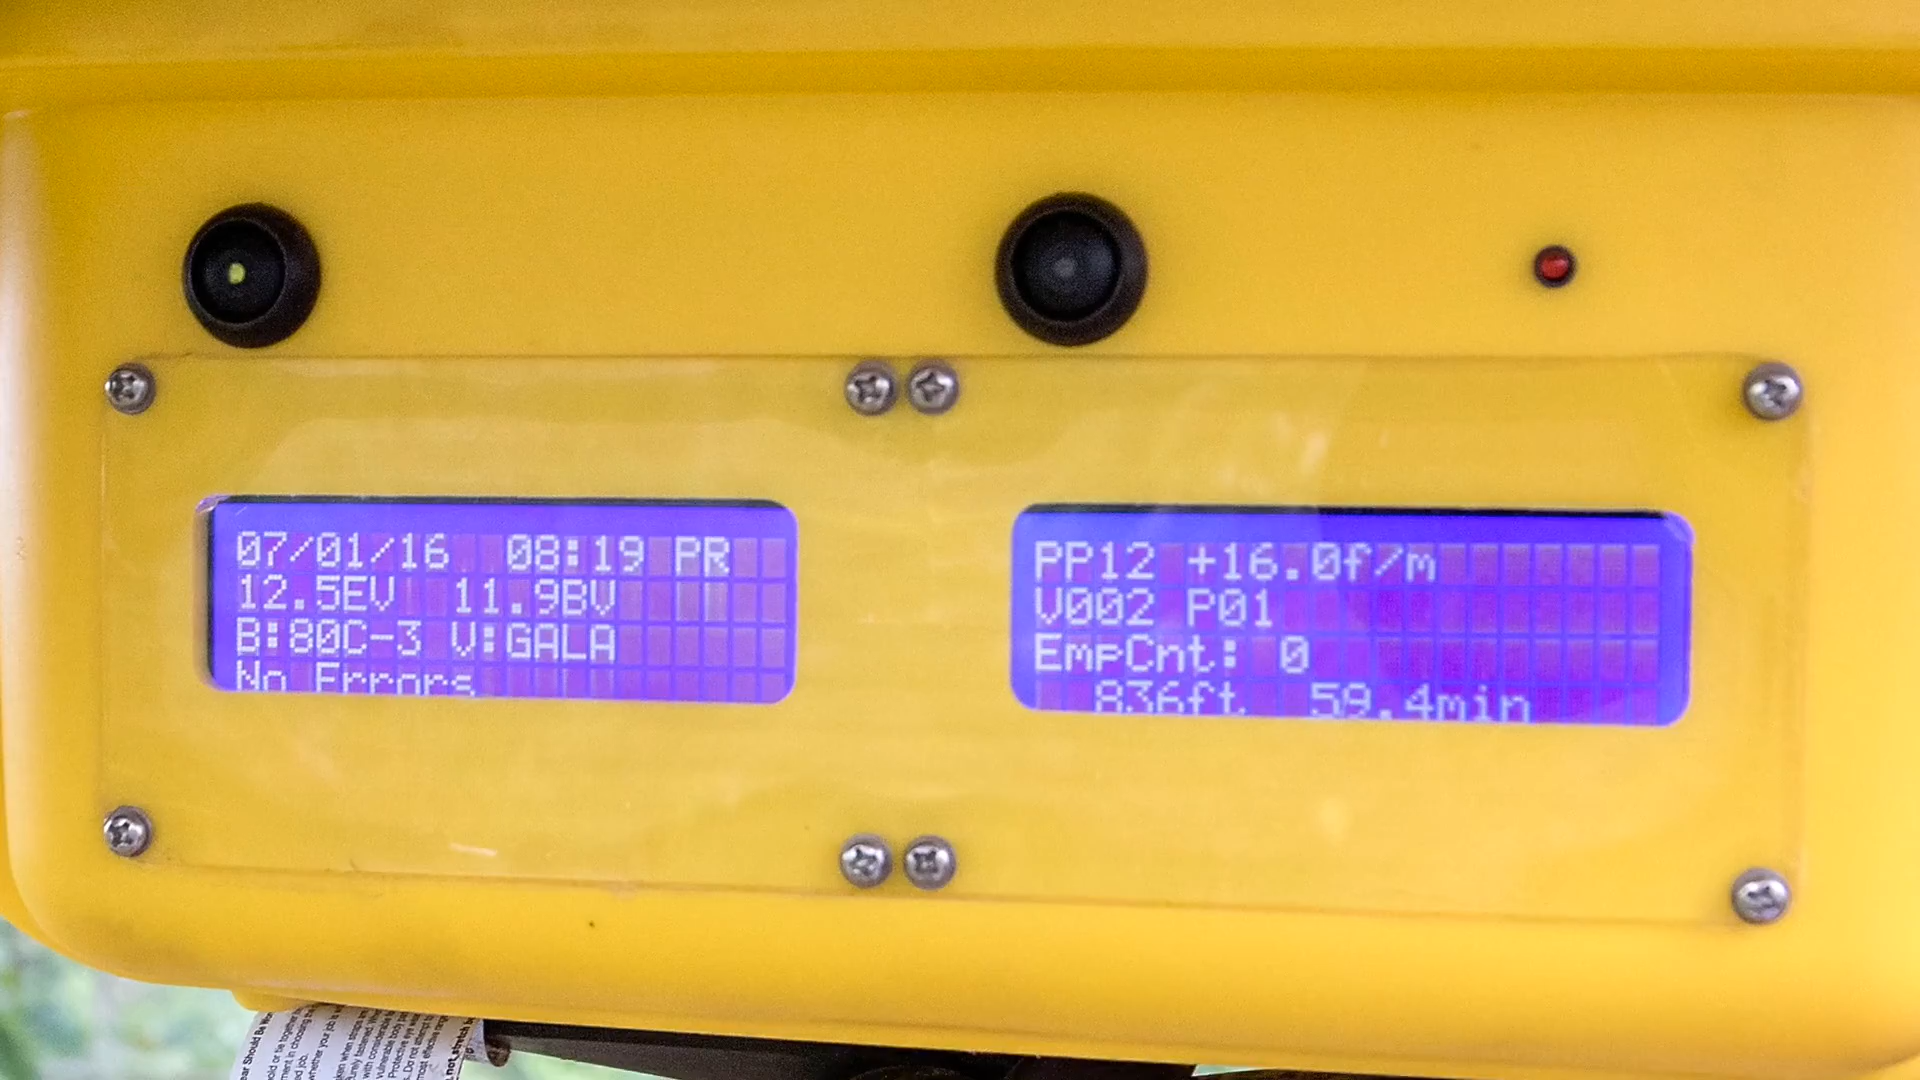 07/01/16 08:19 PR
12.5EV 11.9BV
B:80C-3 V:GALA
No Errors
PP12 +16.0f/m
V002 P01
EmpCnt: 0
836ft 59.4min